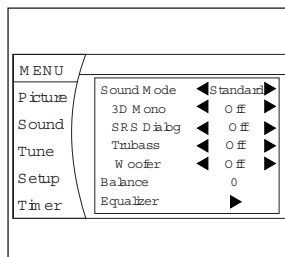 MENU
Picture
Sound
Tune
Setup
Timer
Sound Mode Standard
3D Mono Off
SRS Dialog Off
Trubass Off
Woofer Off
Balance 0
Equalizer